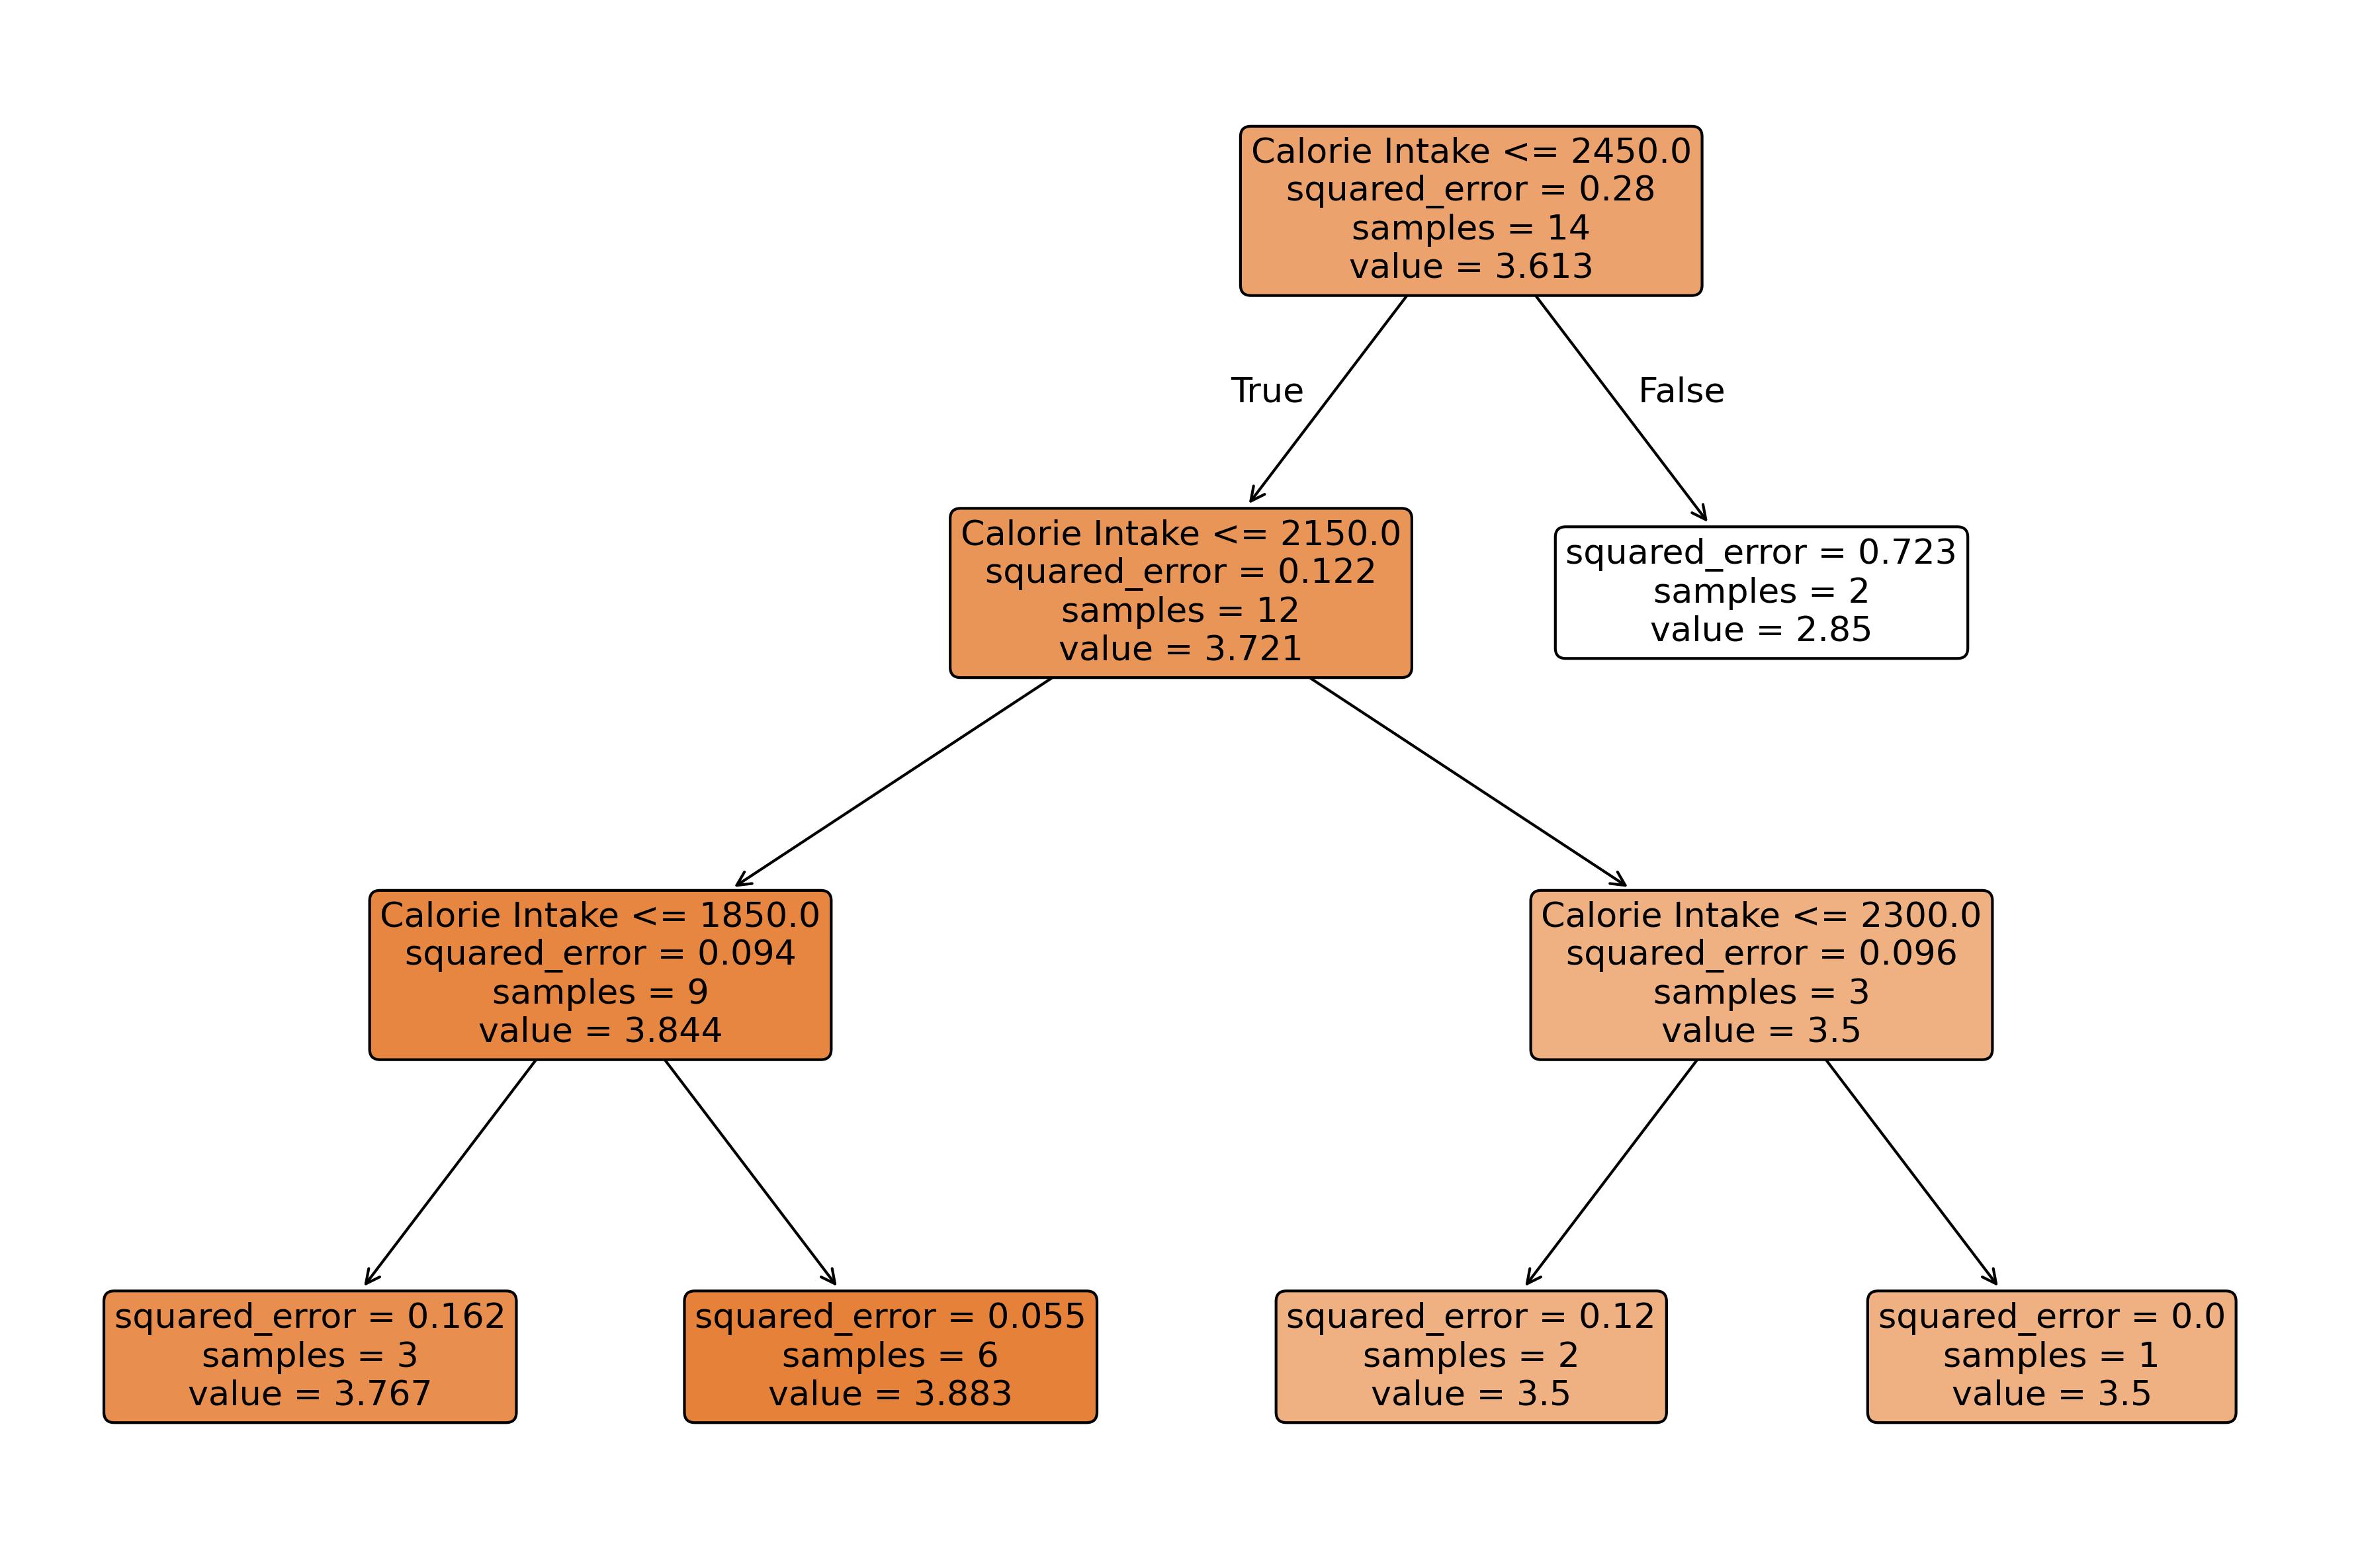 Calorie Intake <= 2450.0
squared_error = 0.28
samples = 14
value = 3.613
True
False
Calorie Intake <= 2150.0
squared_error = 0.122
samples = 12
value = 3.721
squared_error = 0.723
samples = 2
value = 2.85
Calorie Intake <= 1850.0
squared_error = 0.094
samples = 9
value = 3.844
Calorie Intake <= 2300.0
squared_error = 0.096
samples = 3
value = 3.5
squared_error = 0.162
samples = 3
value = 3.767
squared_error = 0.055
samples = 6
value = 3.883
squared_error = 0.12
samples = 2
value = 3.5
squared_error = 0.0
samples = 1
value = 3.5